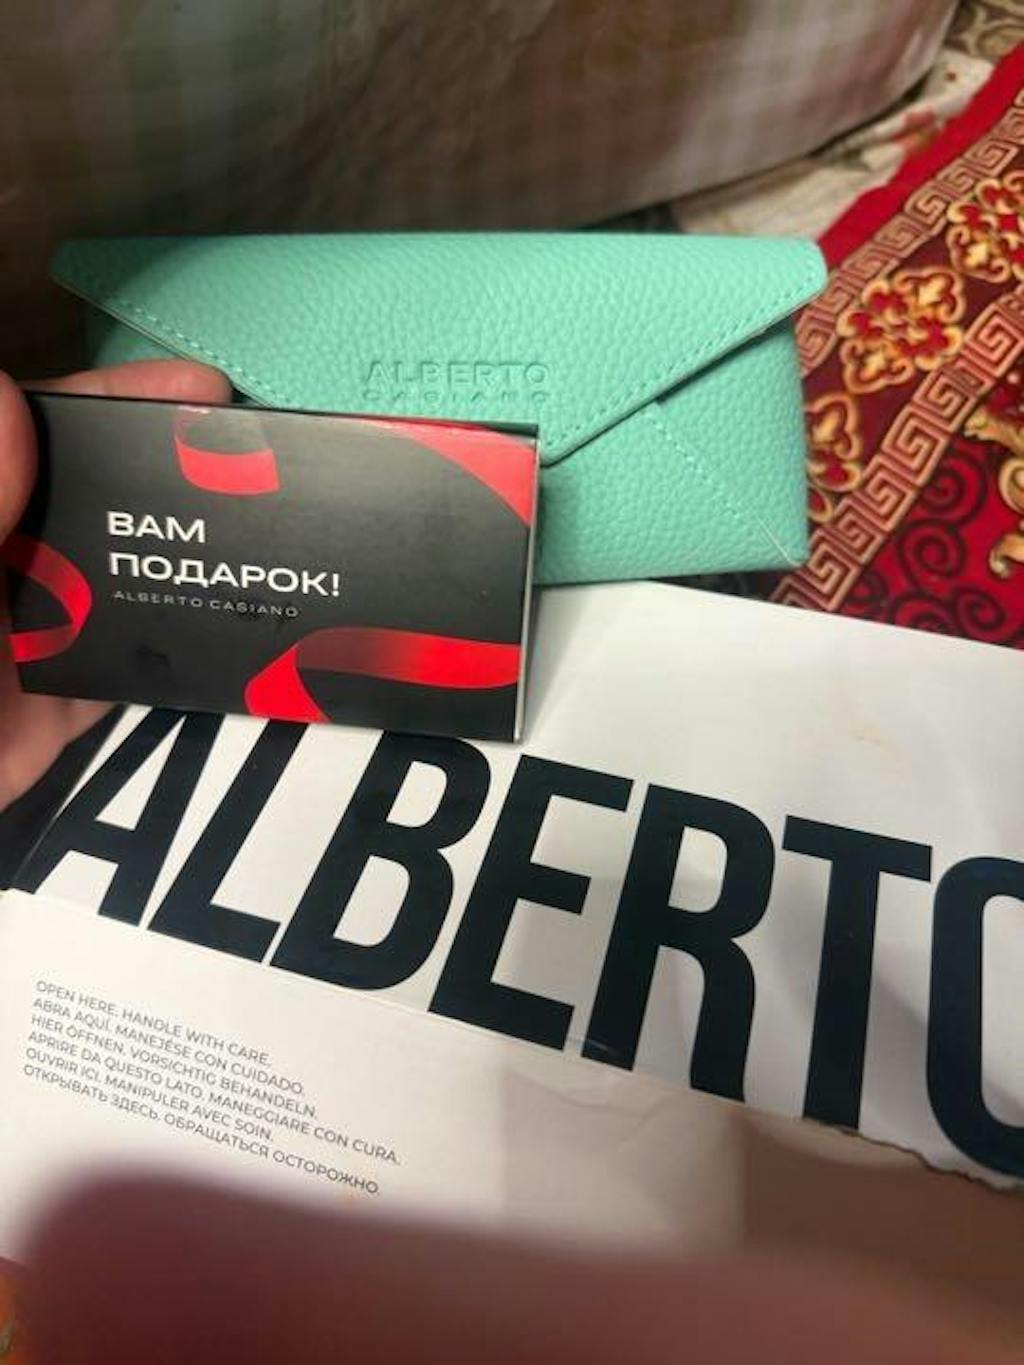 ALBERTO
CASIANO
ВАМ
ПОДАРОК!
ALBERTO CASIANO
ALBERTO
OPEN HERE. HANDLE WITH CARE.
ABRA AQUÍ. MANEJÉSE CON CUIDADO.
HIER ÖFFNEN. VORSICHTIG BEHANDELN.
APRIRE DA QUESTO LATO. MANEGGIARE CON CURA.
OUVRIR ICI. MANIPULER AVEC SOIN.
ОТКРЫВАТЬ ЗДЕСЬ. ОБРАЩАТЬСЯ ОСТОРОЖНО.